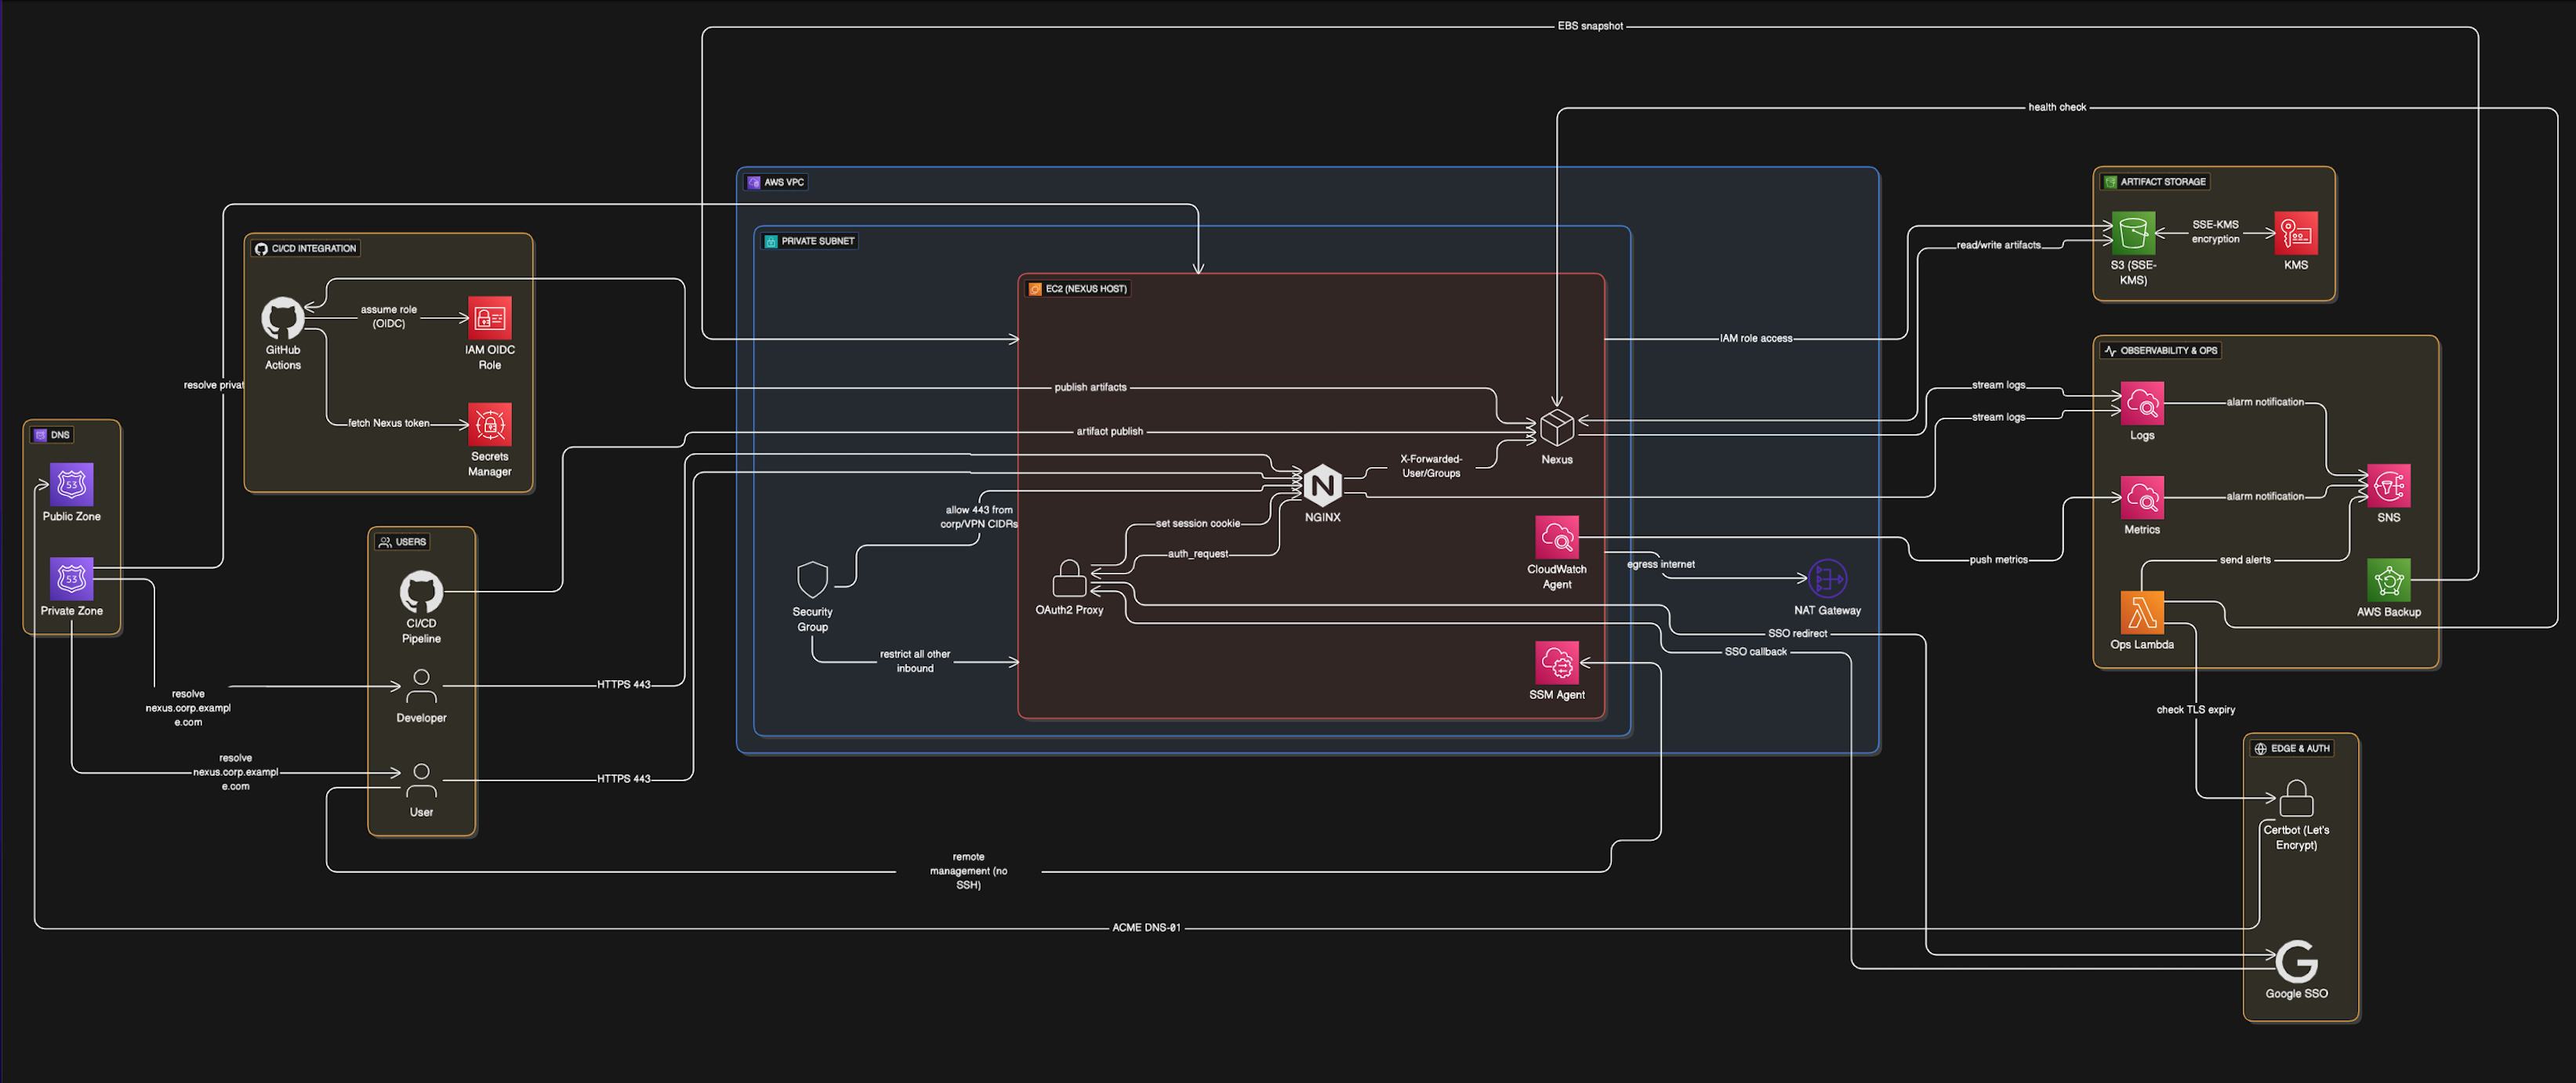 EBS snapshot
health check
AWS VPC
ARTIFACT STORAGE
S3 (SSE-
KMS)
SSE-KMS
encryption
KMS
read/write artifacts
PRIVATE SUBNET
CI/CD INTEGRATION
GitHub
Actions
assume role
(OIDC)
IAM OIDC
Role
fetch Nexus token
Secrets
Manager
resolve privat
EC2 (NEXUS HOST)
IAM role access
publish artifacts
artifact publish
Nexus
X-Forwarded-
User/Groups
NGINX
allow 443 from
corp/VPN CIDRs
set session cookie
auth_request
OAuth2 Proxy
Security
Group
restrict all other
inbound
CloudWatch
Agent
egress internet
NAT Gateway
SSM Agent
SSO redirect
SSO callback
OBSERVABILITY & OPS
stream logs
stream logs
Logs
alarm notification
Metrics
alarm notification
SNS
push metrics
send alerts
Ops Lambda
AWS Backup
DNS
53
Public Zone
53
Private Zone
USERS
CI/CD
Pipeline
resolve
nexus.corp.exampl
e.com
Developer
HTTPS 443
resolve
nexus.corp.exampl
e.com
User
HTTPS 443
check TLS expiry
EDGE & AUTH
Certbot (Let's
Encrypt)
Google SSO
remote
management (no
SSH)
ACME DNS-01